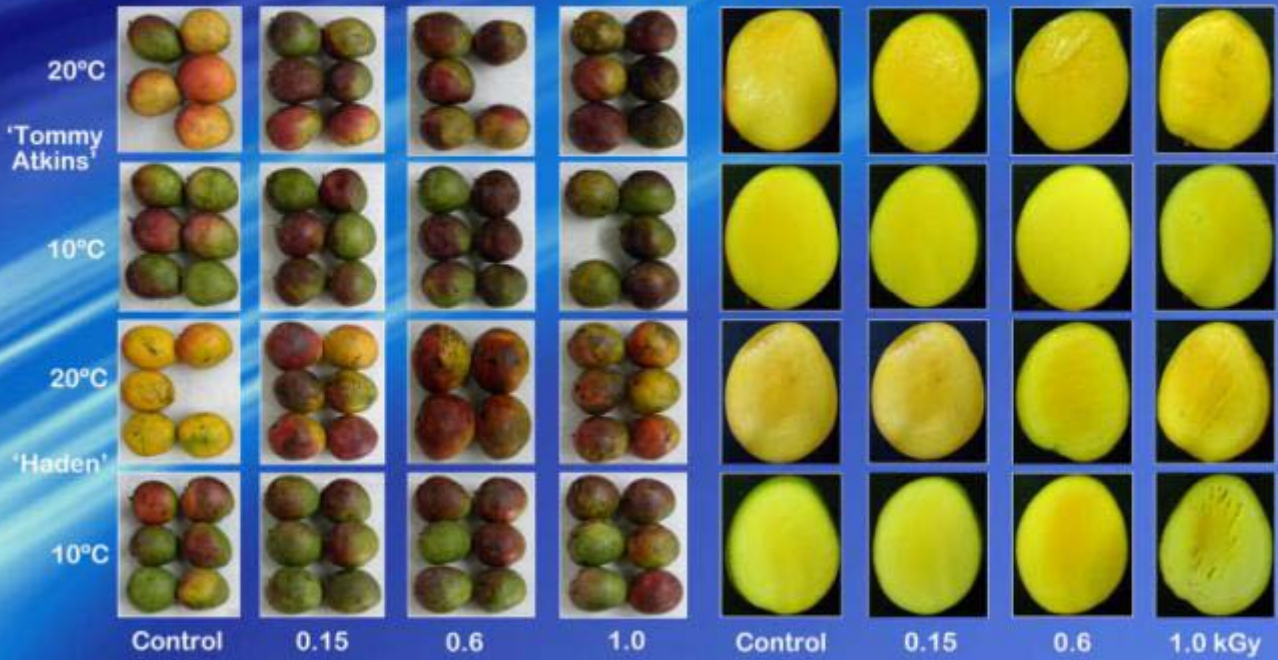 20ºC
'Tommy
Atkins'
10ºC
20ºC
'Haden'
10ºC
Control 0.15 0.6 1.0 Control 0.15 0.6 1.0 kGy